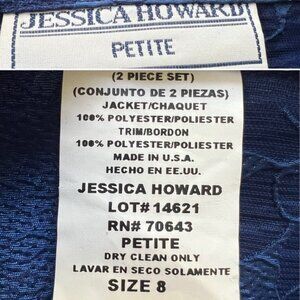 JESSICA HOWARD
PETITE
(2 PIECE SET)
(CONJUNTO DE 2 PIEZAS)
JACKET/CHAQUET
100% POLYESTER/POLIESTER
TRIM/BORDON
100% POLYESTER/POLIESTER
MADE IN U.S.A.
HECHO EN EE.UU.
JESSICA HOWARD
LOT# 14621
RN# 70643
PETITE
DRY CLEAN ONLY
LAVAR EN SECO SOLAMENTE
SIZE 8